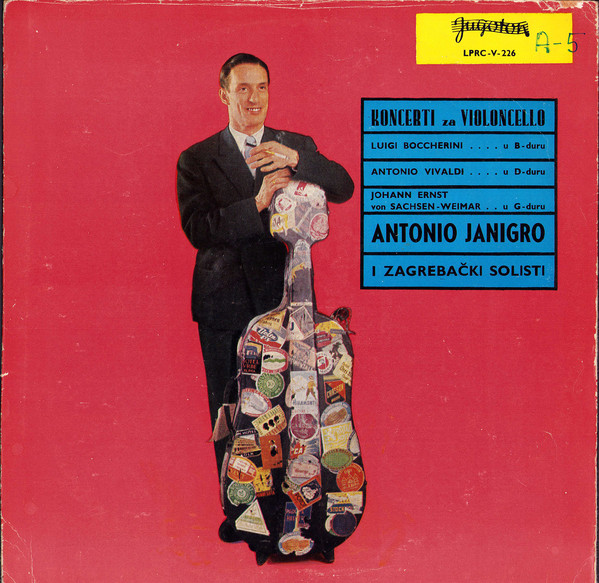 Jugoton
LPRC-V-226
A-5
KONCERTI za VIOLONCELLO
LUIGI BOCCHERINI . . . . u B-duru
ANTONIO VIVALDI . . . . u D-duru
JOHANN ERNST
von SACHSEN-WEIMAR . . u G-duru
ANTONIO JANIGRO
I ZAGREBAČKI SOLISTI